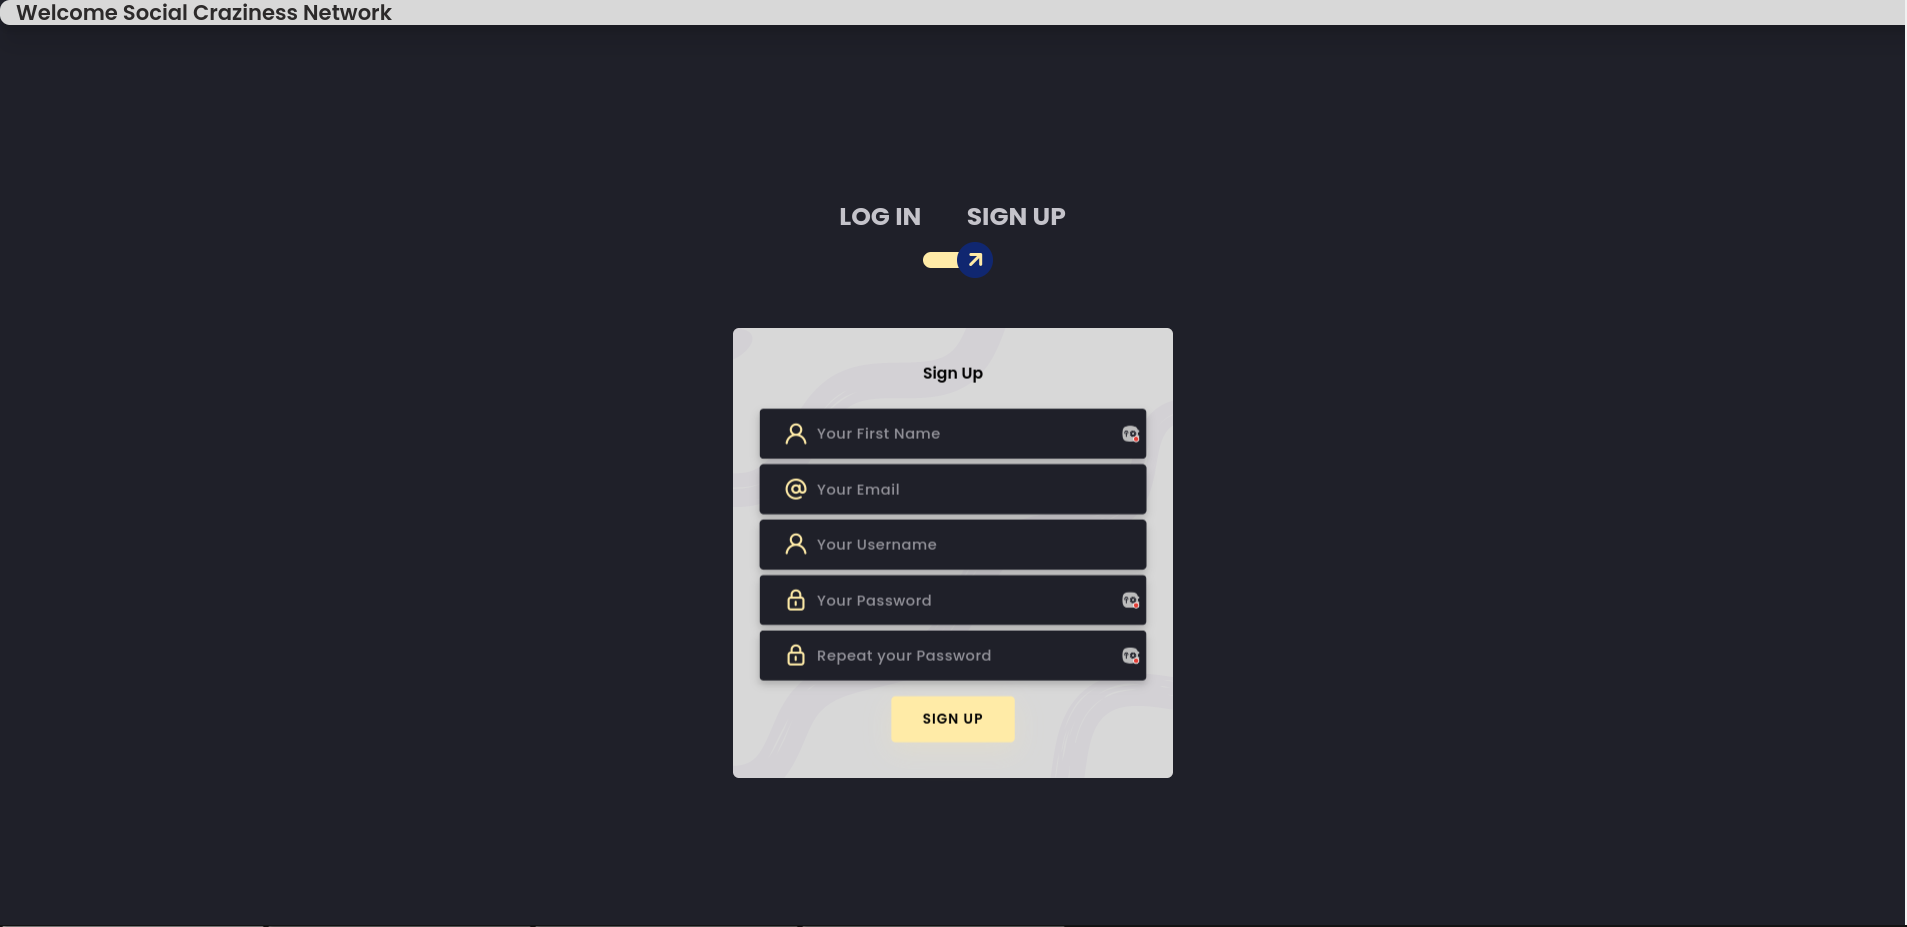 Welcome Social Craziness Network
LOG IN SIGN UP
Sign Up
Your First Name
@ Your Email
Your Username
Your Password
Repeat your Password
SIGN UP